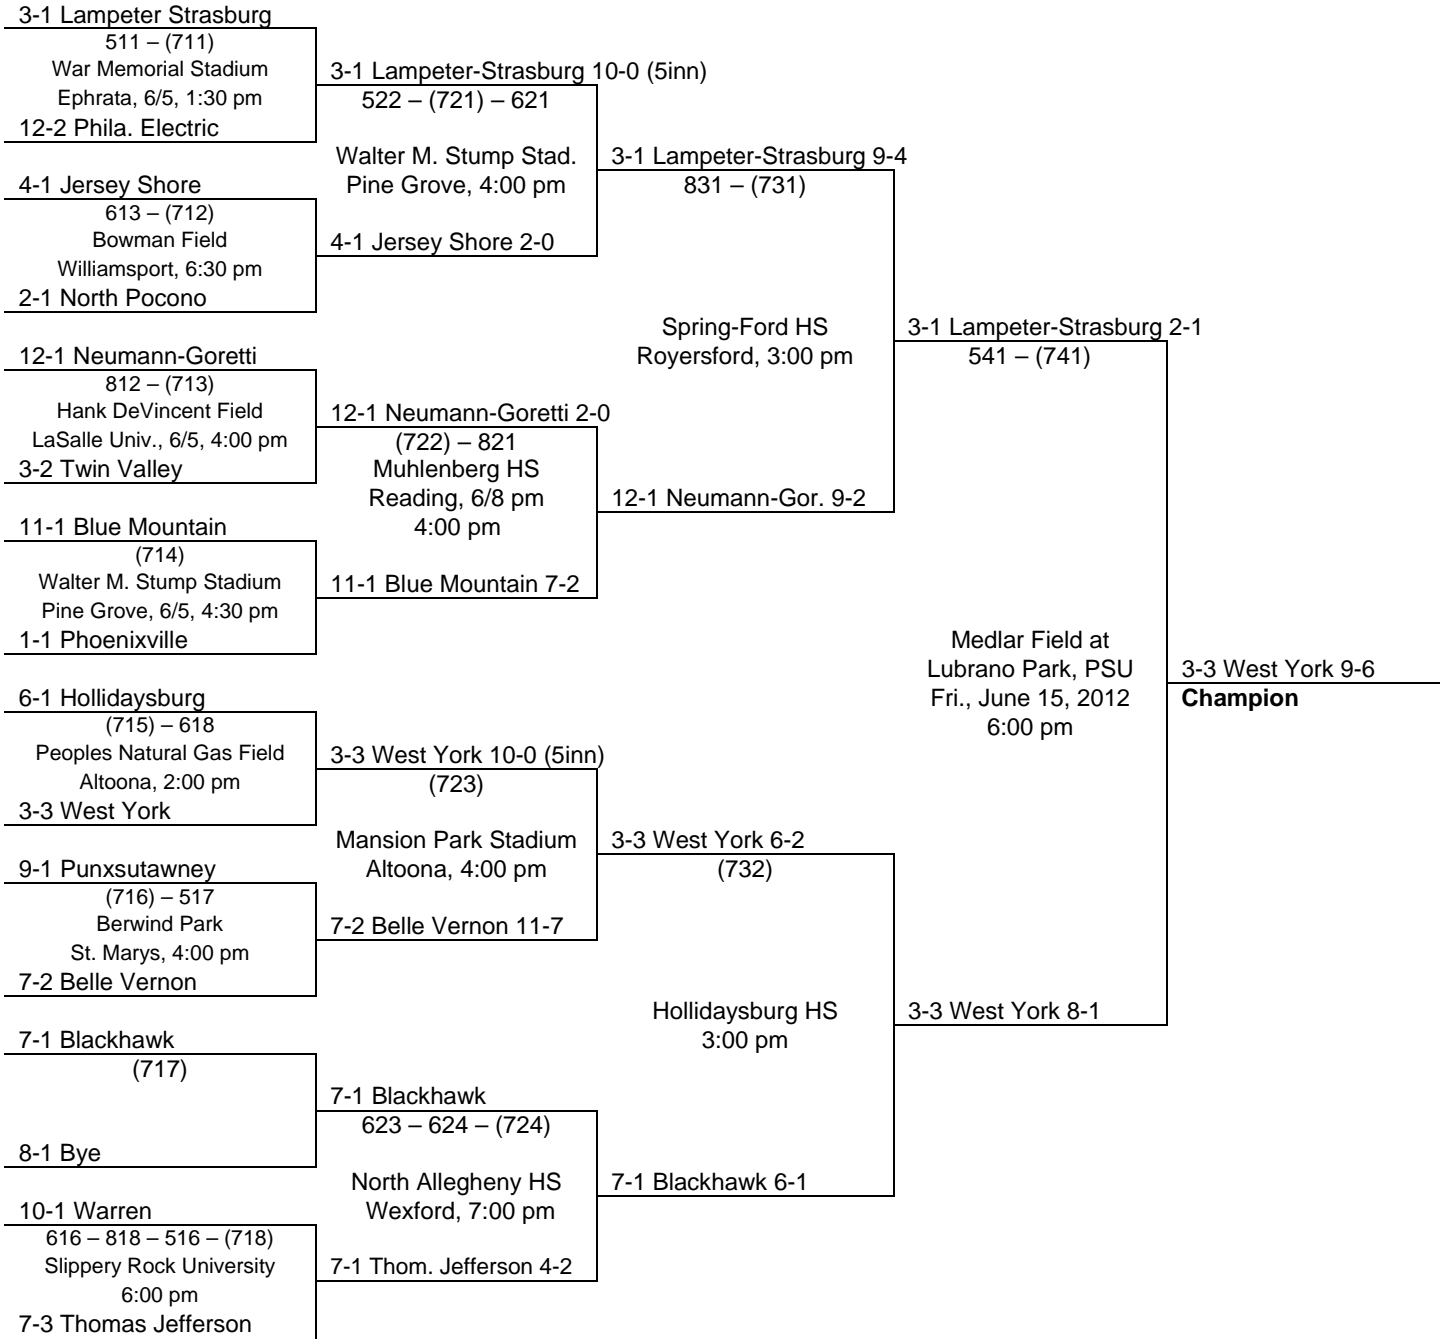 3-1 Lampeter Strasburg
511 – (711)
War Memorial Stadium
Ephrata, 6/5, 1:30 pm
12-2 Phila. Electric
4-1 Jersey Shore
613 – (712)
Bowman Field
Williamsport, 6:30 pm
2-1 North Pocono
12-1 Neumann-Goretti
812 – (713)
Hank DeVincent Field
LaSalle Univ., 6/5, 4:00 pm
3-2 Twin Valley
11-1 Blue Mountain
(714)
Walter M. Stump Stadium
Pine Grove, 6/5, 4:30 pm
1-1 Phoenixville
6-1 Hollidaysburg
(715) – 618
Peoples Natural Gas Field
Altoona, 2:00 pm
3-3 West York
9-1 Punxsutawney
(716) – 517
Berwind Park
St. Marys, 4:00 pm
7-2 Belle Vernon
7-1 Blackhawk
(717)
8-1 Bye
10-1 Warren
616 – 818 – 516 – (718)
Slippery Rock University
6:00 pm
7-3 Thomas Jefferson
3-1 Lampeter-Strasburg 10-0 (5inn)
522 – (721) – 621
Walter M. Stump Stad.
Pine Grove, 4:00 pm
4-1 Jersey Shore 2-0
12-1 Neumann-Goretti 2-0
(722) – 821
Muhlenberg HS
Reading, 6/8 pm
4:00 pm
11-1 Blue Mountain 7-2
3-3 West York 10-0 (5inn)
(723)
Mansion Park Stadium
Altoona, 4:00 pm
7-2 Belle Vernon 11-7
7-1 Blackhawk
623 – 624 – (724)
North Allegheny HS
Wexford, 7:00 pm
7-1 Thom. Jefferson 4-2
3-1 Lampeter-Strasburg 9-4
831 – (731)
Spring-Ford HS
Royersford, 3:00 pm
12-1 Neumann-Gor. 9-2
3-3 West York 6-2
(732)
Hollidaysburg HS
3:00 pm
7-1 Blackhawk 6-1
3-1 Lampeter-Strasburg 2-1
541 – (741)
Medlar Field at
Lubrano Park, PSU
Fri., June 15, 2012
6:00 pm
3-3 West York 8-1
3-3 West York 9-6
Champion